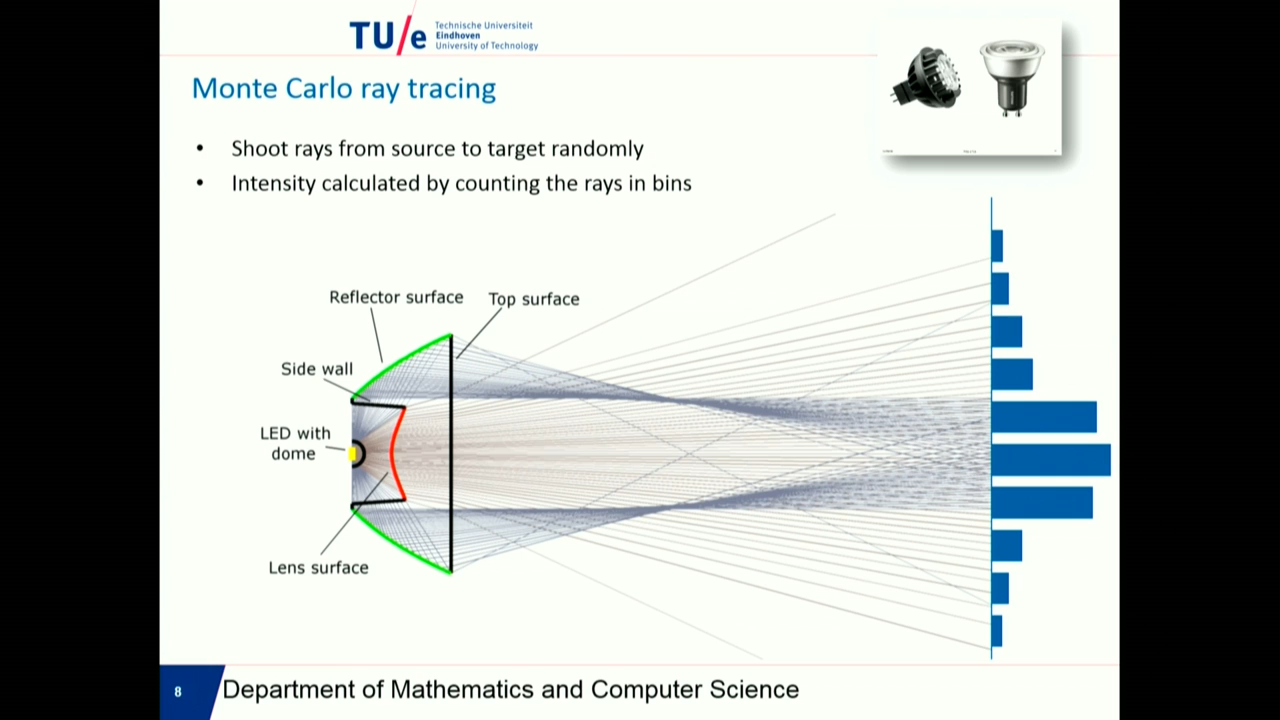 TU/e
Technische Universiteit
Eindhoven
University of Technology
Monte Carlo ray tracing
• Shoot rays from source to target randomly
• Intensity calculated by counting the rays in bins
Reflector surface
Top surface
Side wall
LED with
dome
Lens surface
8
Department of Mathematics and Computer Science